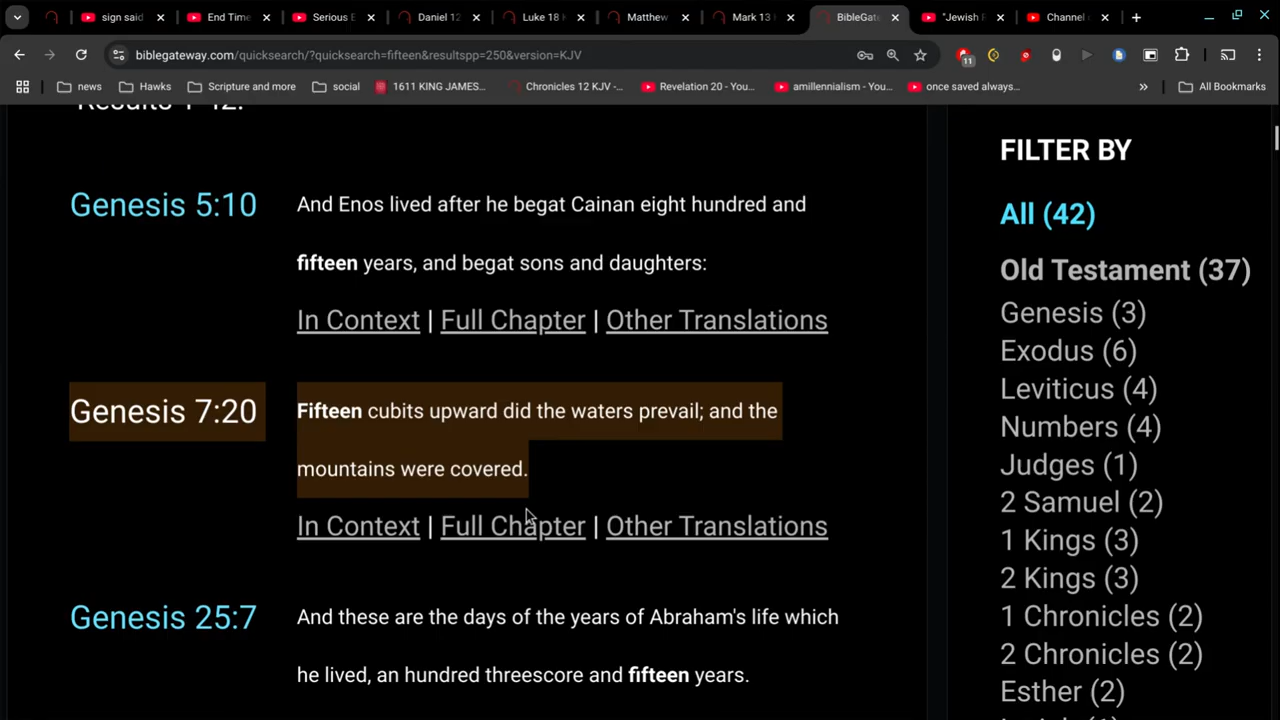 sign said
End Time
Serious E
Daniel 12
Luke 18 K
Matthew
Mark 13 k
BibleGate
"Jewish F
Channel
biblegateway.com/quicksearch/?quicksearch=fifteen&resultspp=250&version=KJV
11
news
Hawks
Scripture and more
social
1611 KING JAMES...
Chronicles 12 KJV -...
Revelation 20 - You...
amillennialism - You...
once saved always...
»
All Bookmarks
Results 1-42.
FILTER BY
All (42)
Old Testament (37)
Genesis (3)
Exodus (6)
Leviticus (4)
Numbers (4)
Judges (1)
2 Samuel (2)
1 Kings (3)
2 Kings (3)
1 Chronicles (2)
2 Chronicles (2)
Esther (2)
Genesis 5:10
And Enos lived after he begat Cainan eight hundred and
fifteen years, and begat sons and daughters:
In Context | Full Chapter | Other Translations
Genesis 7:20
Fifteen cubits upward did the waters prevail; and the
mountains were covered.
In Context | Full Chapter | Other Translations
Genesis 25:7
And these are the days of the years of Abraham's life which
he lived, an hundred threescore and fifteen years.